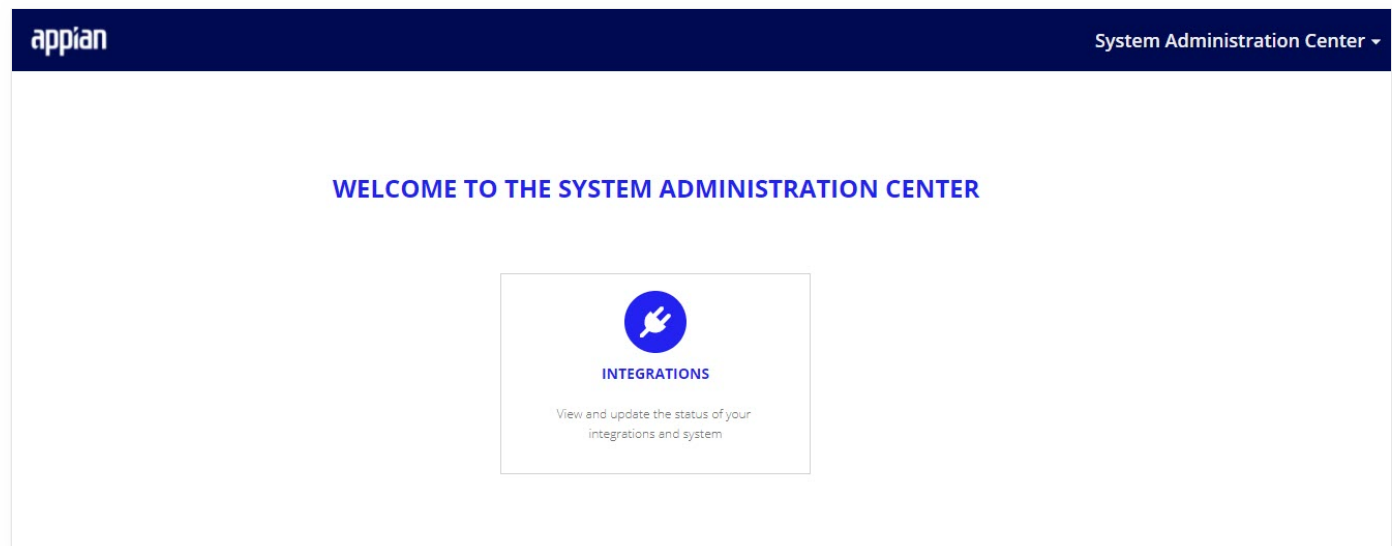 appian
System Administration Center
WELCOME TO THE SYSTEM ADMINISTRATION CENTER
INTEGRATIONS
View and update the status of your
integrations and system